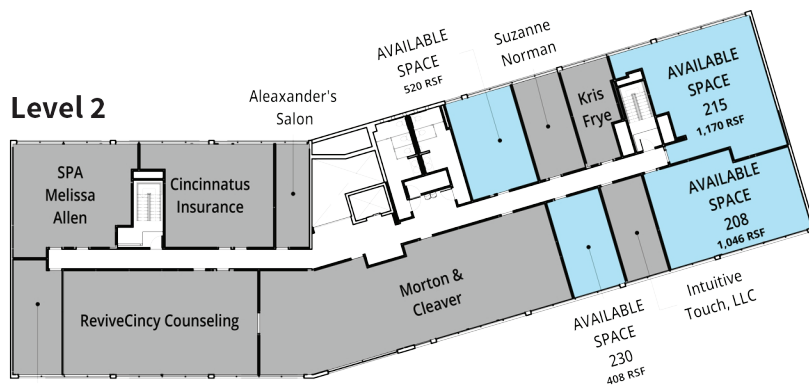 Level 2
AVAILABLE
SPACE
520 RSF
Suzanne
Norman
Aleaxander's
Salon
Kris
Frye
AVAILABLE
SPACE
215
1,170 RSF
SPA
Melissa
Allen
Cincinnatus
Insurance
AVAILABLE
SPACE
208
1,046 RSF
Morton &
Cleaver
ReviveCincy Counseling
Intuitive
Touch, LLC
AVAILABLE
SPACE
230
408 RSF